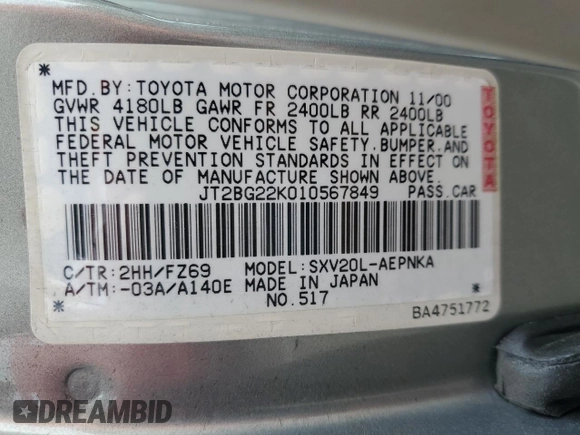 MFD.BY:TOYOTA MOTOR CORPORATION 11/00
GVWR 4180LB GAWR FR 2400LB RR 2400LB
THIS VEHICLE CONFORMS TO ALL APPLICABLE
FEDERAL MOTOR VEHICLE SAFETY.BUMPER,AND
THEFT PREVENTION STANDARDS IN EFFECT ON
THE DATE OF MANUFACTURE SHOWN ABOVE.
JT2BG22K010567849 PASS.CAR
TOYOTA
C/TR:2HH/FZ69 MODEL:SXV20L-AEPNKA
A/TM:-03A/A140E MADE IN JAPAN
NO.517
BA4751772
DREAMBID